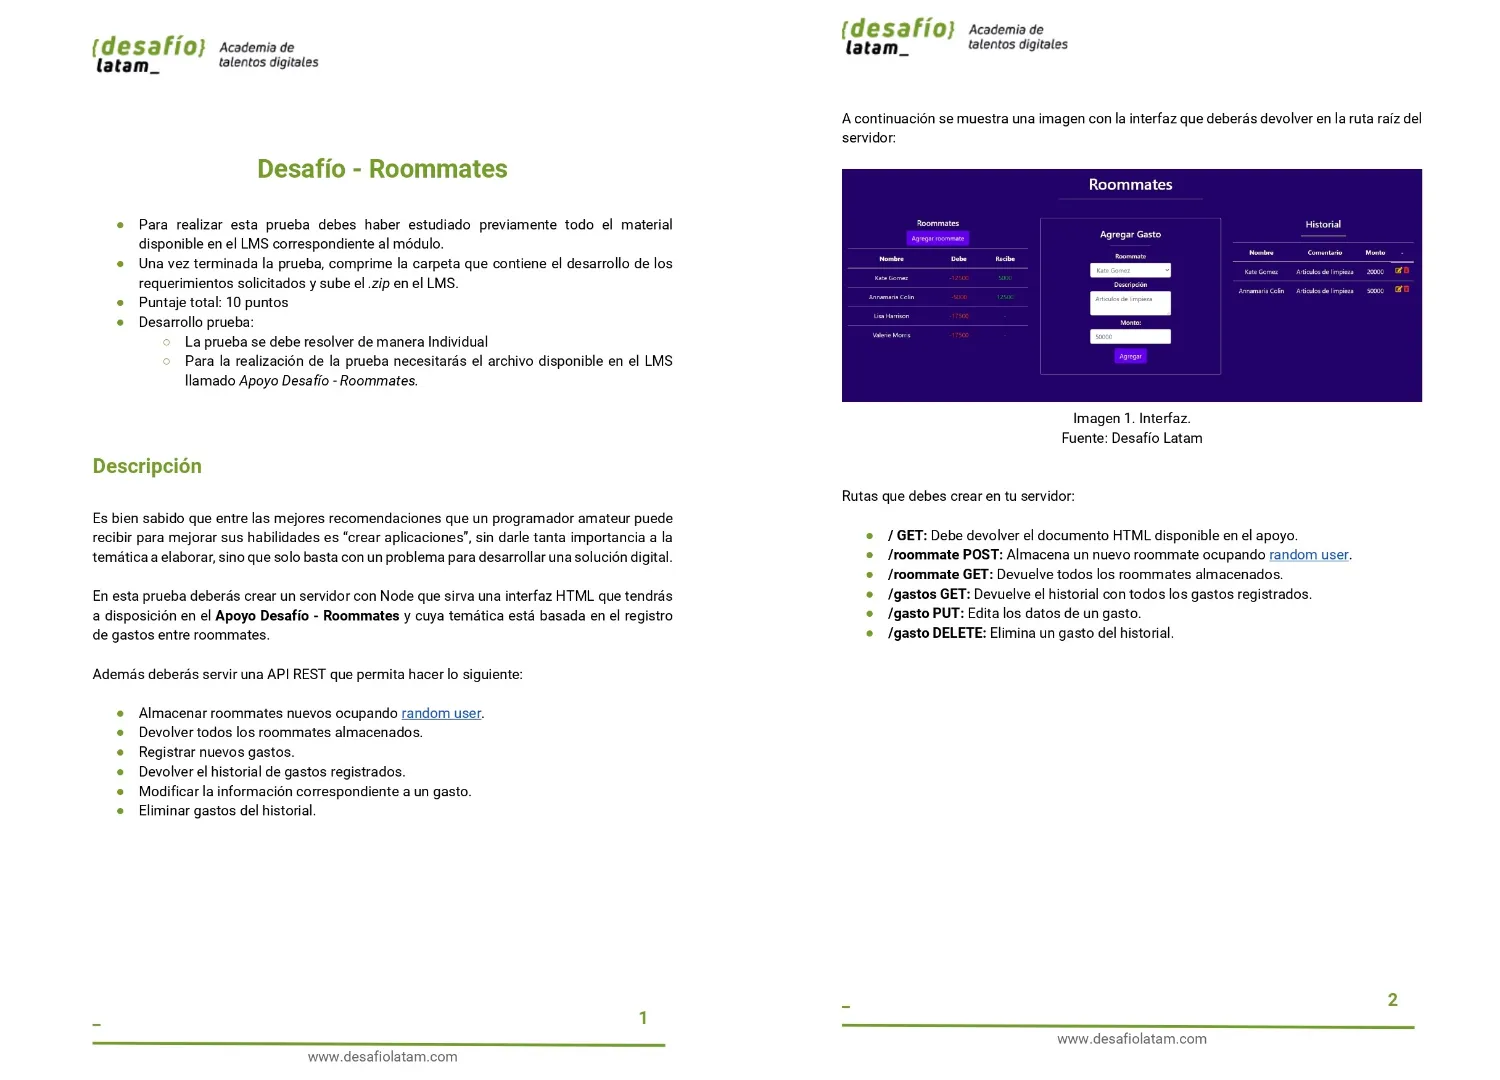 {desafío}
latam_
Academia de
talentos digitales
Desafío - Roommates
● Para realizar esta prueba debes haber estudiado previamente todo el material
disponible en el LMS correspondiente al módulo.
● Una vez terminada la prueba, comprime la carpeta que contiene el desarrollo de los
requerimientos solicitados y sube el .zip en el LMS.
● Puntaje total: 10 puntos
● Desarrollo prueba:
○ La prueba se debe resolver de manera Individual
○ Para la realización de la prueba necesitarás el archivo disponible en el LMS
llamado Apoyo Desafío - Roommates.
Descripción
Es bien sabido que entre las mejores recomendaciones que un programador amateur puede
recibir para mejorar sus habilidades es “crear aplicaciones”, sin darle tanta importancia a la
temática a elaborar, sino que solo basta con un problema para desarrollar una solución digital.
En esta prueba deberás crear un servidor con Node que sirva una interfaz HTML que tendrás
a disposición en el Apoyo Desafío - Roommates y cuya temática está basada en el registro
de gastos entre roommates.
Además deberás servir una API REST que permita hacer lo siguiente:
● Almacenar roommates nuevos ocupando random user.
● Devolver todos los roommates almacenados.
● Registrar nuevos gastos.
● Devolver el historial de gastos registrados.
● Modificar la información correspondiente a un gasto.
● Eliminar gastos del historial.
_ 1
www.desafiolatam.com
{desafío}
latam_
Academia de
talentos digitales
A continuación se muestra una imagen con la interfaz que deberás devolver en la ruta raíz del
servidor:
Roommates
Roommates
Agregar roommate
Nombre Debe Recibe
Kate Gomez -12500 5000
Annamaria Colin -5000 12500
Lisa Harrison -17500 -
Valerie Morris -17500 -
Agregar Gasto
Roommate
Kate Gomez
Descripción
Articulos de limpieza
Monto:
50000
Agregar
Historial
Nombre Comentario Monto -
Kate Gomez Articulos de limpieza 20000
Annamaria Colin Articulos de limpieza 50000
Imagen 1. Interfaz.
Fuente: Desafío Latam
Rutas que debes crear en tu servidor:
● / GET: Debe devolver el documento HTML disponible en el apoyo.
● /roommate POST: Almacena un nuevo roommate ocupando random user.
● /roommate GET: Devuelve todos los roommates almacenados.
● /gastos GET: Devuelve el historial con todos los gastos registrados.
● /gasto PUT: Edita los datos de un gasto.
● /gasto DELETE: Elimina un gasto del historial.
_ 2
www.desafiolatam.com